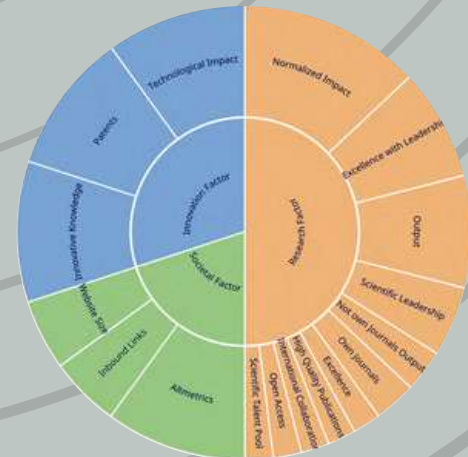 Technological Impact
Patents
Innovative Knowledge
Innovation Factor
Normalized Impact
Excellence with Leadership
Output
Scientific Leadership
Not own Journals Output
Own Journals
Excellence
High Quality Publications
International Collaboration
Open Access
Scientific Talent Pool
Research Factor
Societal Factor
Website Size
Inbound Links
Altmetrics